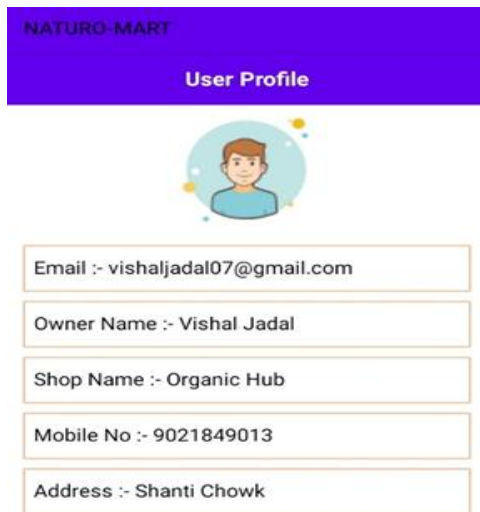 NATURO-MART
User Profile
Email :- vishaljadal07@gmail.com
Owner Name :- Vishal Jadal
Shop Name :- Organic Hub
Mobile No :- 9021849013
Address :- Shanti Chowk